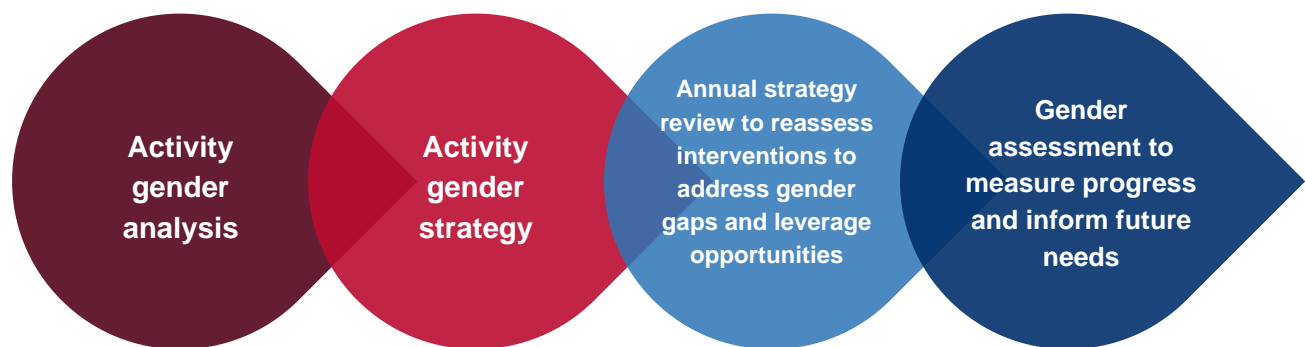 Activity
gender
analysis
Activity
gender
strategy
Annual strategy
review to reassess
interventions to
address gender
gaps and leverage
opportunities
Gender
assessment to
measure progress
and inform future
needs